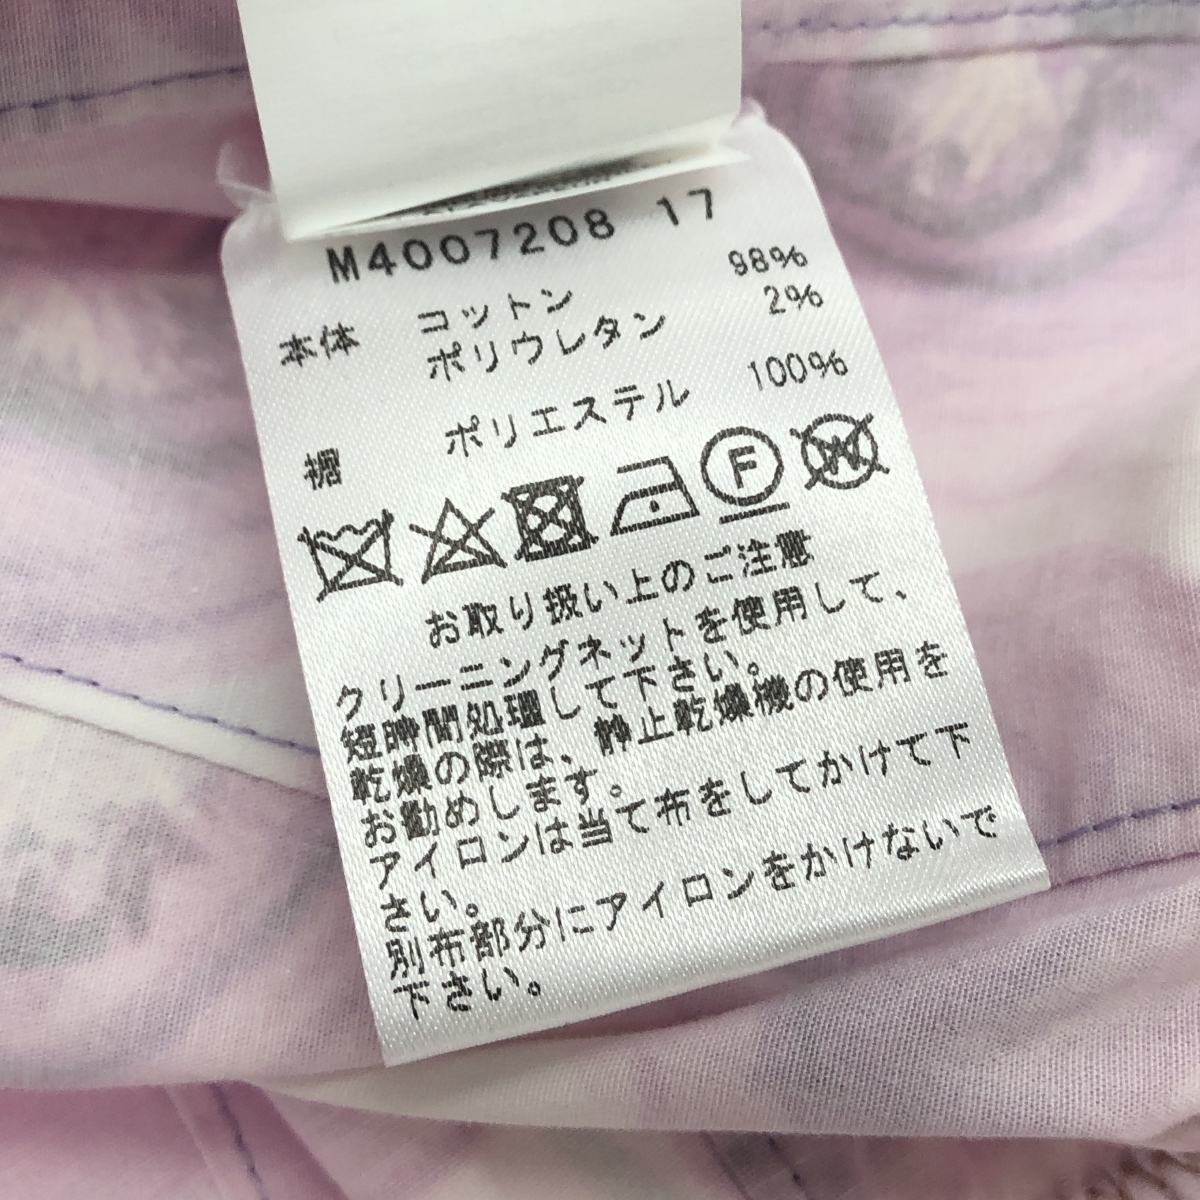 M4007208 17
本体 コットン 98%
ポリウレタン 2%
裾 ポリエステル 100%
F W
お取り扱い上のご注意
クリーニングネットを使用して、
短時間処理して下さい。
乾燥の際は、静止乾燥機の使用を
お勧めします。
アイロンは当て布をしてかけて下
さい。
別布部分にアイロンをかけないで
下さい。